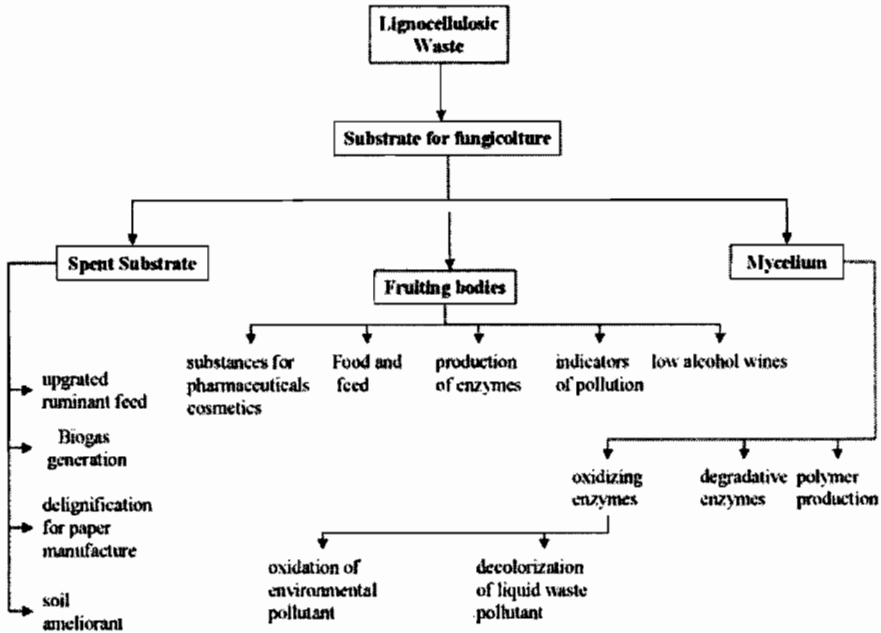 Lignocellulosic
Waste
Substrate for fungicolture
Spent Substrate
Fruiting bodies
Mycelium
substances for
pharmaceuticals
cosmetics
Food and
feed
production
of enzymes
indicators
of pollution
low alcohol wines
upgrated
ruminant feed
Biogas
generation
delignification
for paper
manufacture
soil
ameliorant
oxidizing
enzymes
degradative
enzymes
polymer
production
oxidation of
environmental
pollutant
decolorization
of liquid waste
pollutant